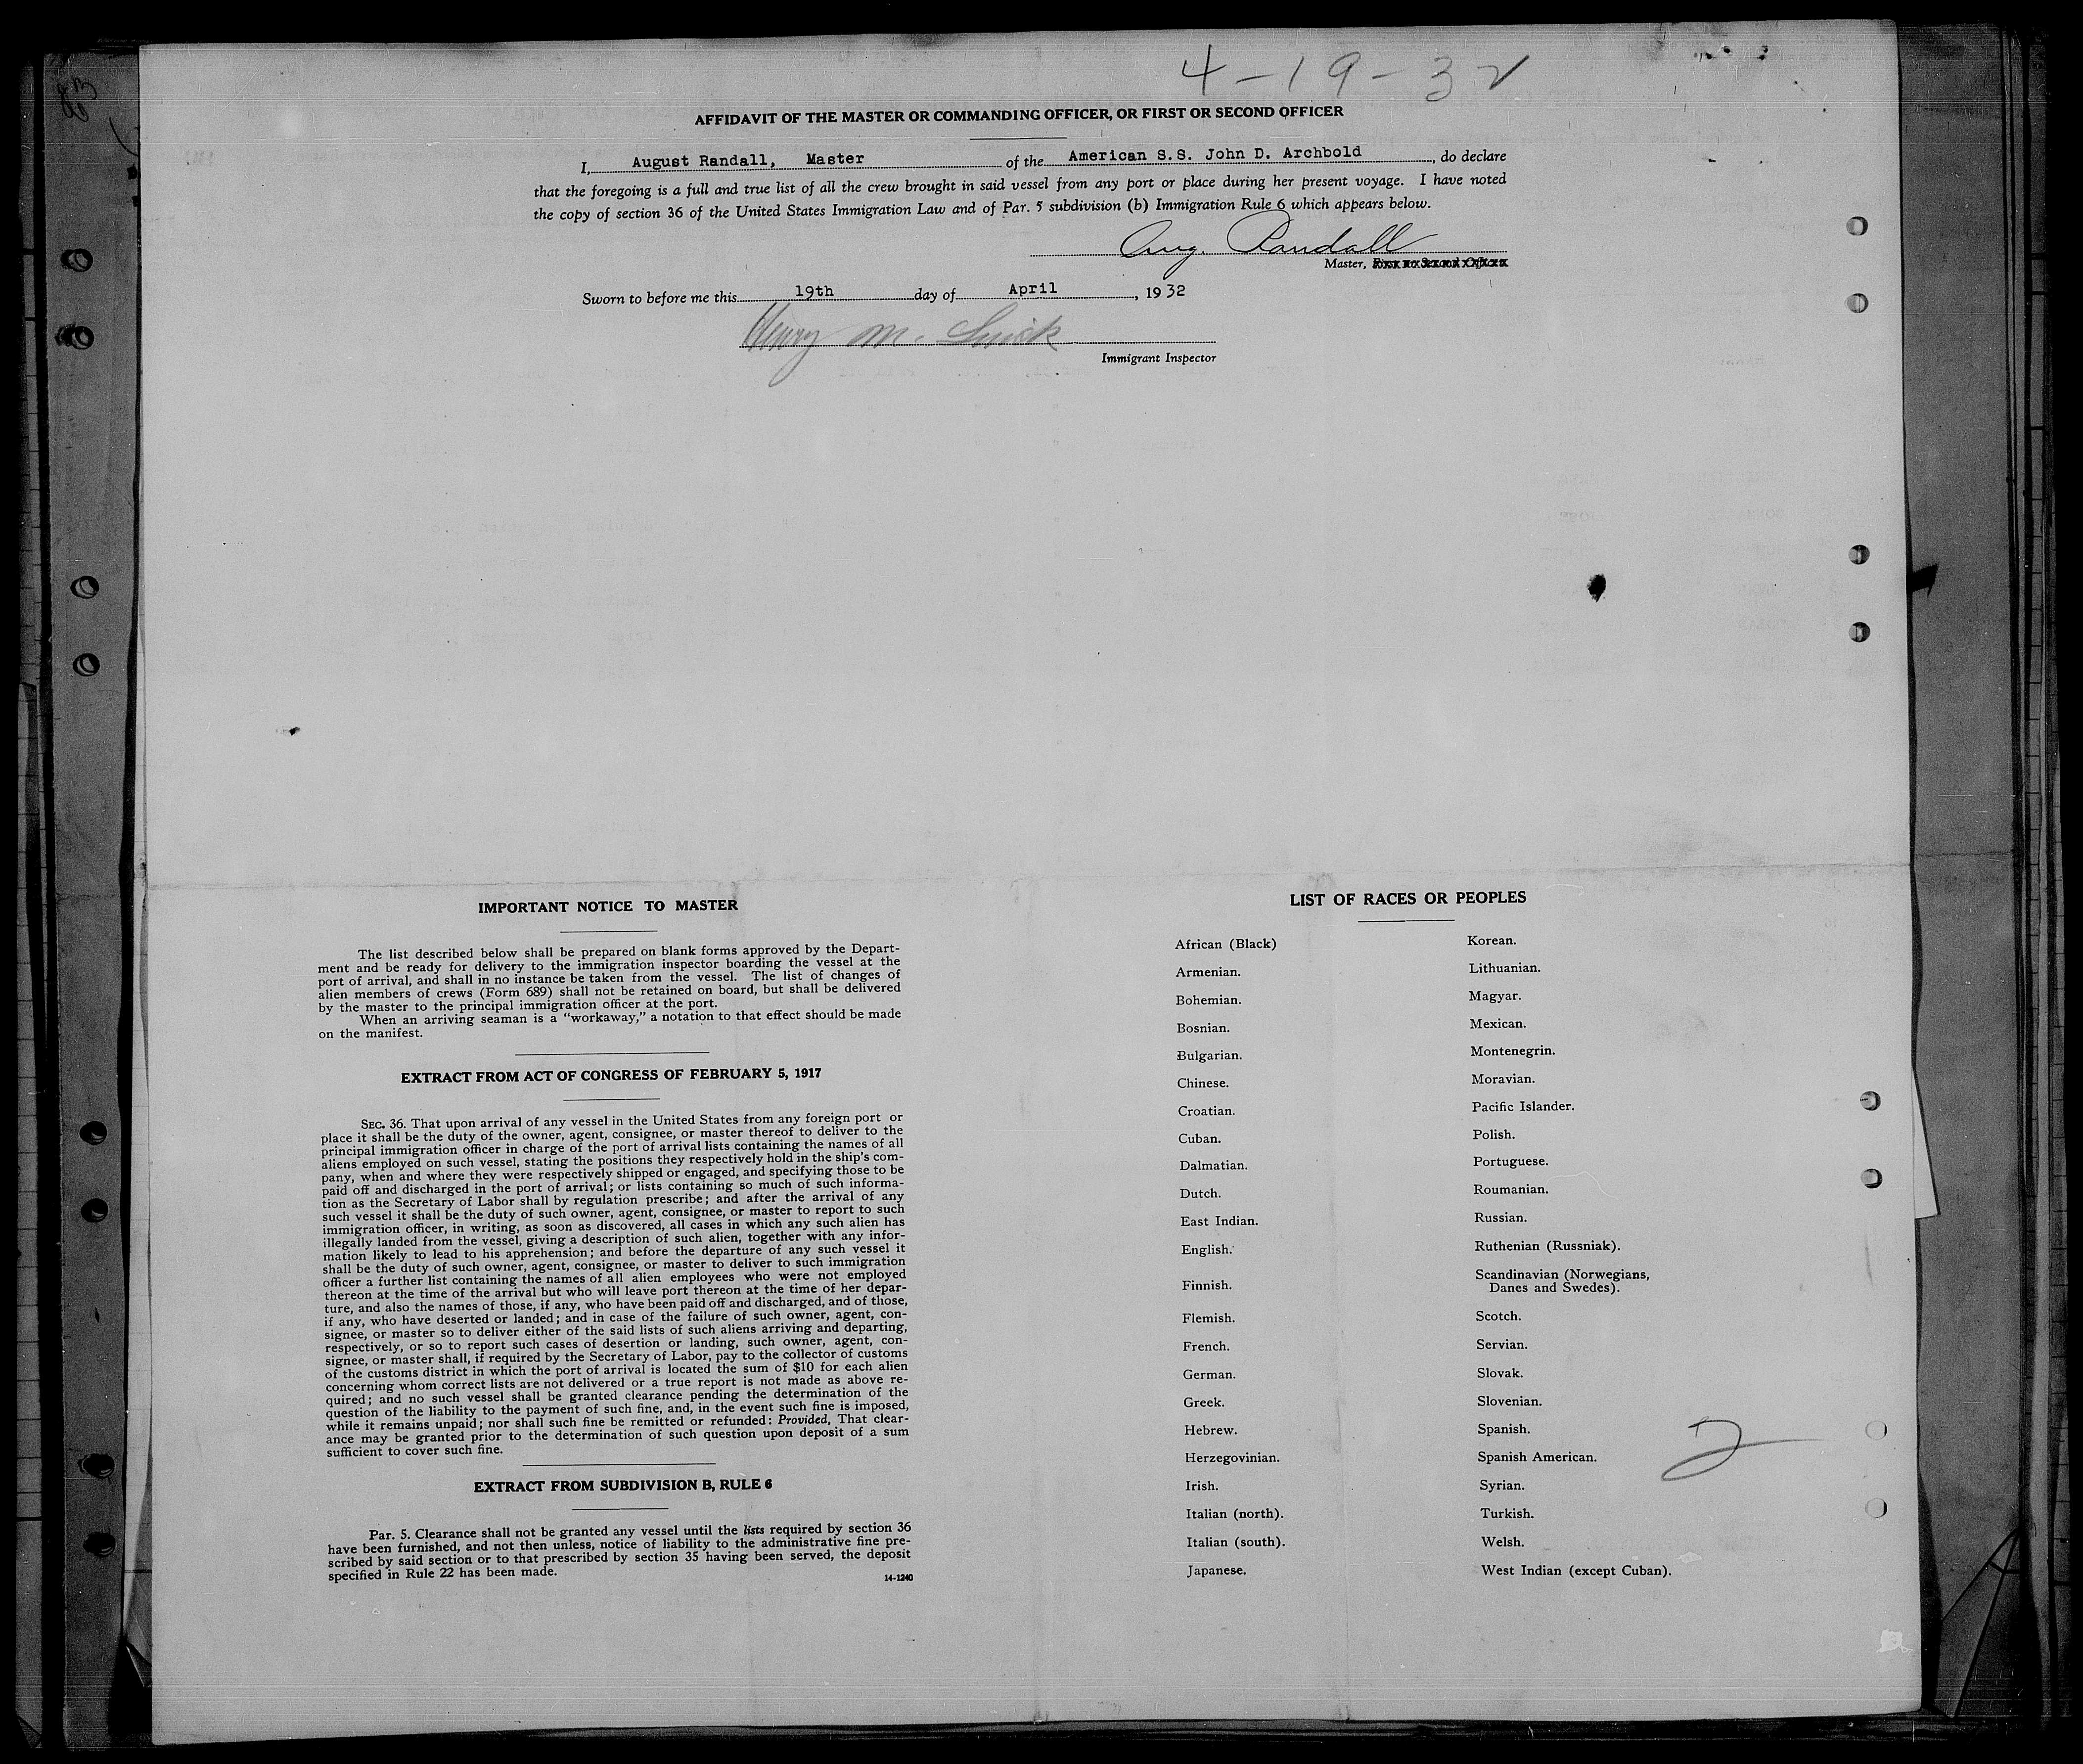 4-19-32
AFFIDAVIT OF THE MASTER OR COMMANDING OFFICER, OR FIRST OR SECOND OFFICER
I, August Randall, Master of the American S.S. John D. Archbold, do declare
that the foregoing is a full and true list of all the crew brought in said vessel from any port or place during her present voyage. I have noted
the copy of section 36 of the United States Immigration Law and of Par. 5 subdivision (b) Immigration Rule 6 which appears below.
Aug. Randall
Master, First or Second Officer
Sworn to before me this 19th day of April, 1932
Henry M.
Immigrant Inspector
IMPORTANT NOTICE TO MASTER
The list described below shall be prepared on blank forms approved by the Depart-
ment and be ready for delivery to the immigration inspector boarding the vessel at the
port of arrival, and shall in no instance be taken from the vessel. The list of changes of
alien members of crews (Form 689) shall not be retained on board, but shall be delivered
by the master to the principal immigration officer at the port.
When an arriving seaman is a "workaway," a notation to that effect should be made
on the manifest.
EXTRACT FROM ACT OF CONGRESS OF FEBRUARY 5, 1917
SEC. 36. That upon arrival of any vessel in the United States from any foreign port or
place it shall be the duty of the owner, agent, consignee, or master thereof to deliver to the
principal immigration officer in charge of the port of arrival lists containing the names of all
aliens employed on such vessel, stating the positions they respectively hold in the ship's com-
pany, when and where they were respectively shipped or engaged, and specifying those to be
paid off and discharged in the port of arrival; or lists containing so much of such informa-
tion as the Secretary of Labor shall by regulation prescribe; and after the arrival of any
such vessel it shall be the duty of such owner, agent, consignee, or master to report to such
immigration officer, in writing, as soon as discovered, all cases in which any such alien has
illegally landed from the vessel, giving a description of such alien, together with any infor-
mation likely to lead to his apprehension; and before the departure of any such vessel it
shall be the duty of such owner, agent, consignee, or master to deliver to such immigration
officer a further list containing the names of all alien employees who were not employed
thereon at the time of the arrival but who will leave port thereon at the time of her depar-
ture, and also the names of those, if any, who have been paid off and discharged, and of those,
if any, who have deserted or landed; and in case of the failure of such owner, agent, con-
signee, or master so to deliver either of the said lists of such aliens arriving and departing,
respectively, or so to report such cases of desertion or landing, such owner, agent, con-
signee, or master shall, if required by the Secretary of Labor, pay to the collector of customs
of the customs district in which the port of arrival is located the sum of $10 for each alien
concerning whom correct lists are not delivered or a true report is not made as above re-
quired; and no such vessel shall be granted clearance pending the determination of the
question of the liability to the payment of such fine, and, in the event such fine is imposed,
while it remains unpaid; nor shall such fine be remitted or refunded: Provided, That clear-
ance may be granted prior to the determination of such question upon deposit of a sum
sufficient to cover such fine.
EXTRACT FROM SUBDIVISION B, RULE 6
Par. 5. Clearance shall not be granted any vessel until the lists required by section 36
have been furnished, and not then unless, notice of liability to the administrative fine pre-
scribed by said section or to that prescribed by section 35 having been served, the deposit
specified in Rule 22 has been made.
14-1240
LIST OF RACES OR PEOPLES
African (Black)
Armenian.
Bohemian.
Bosnian.
Bulgarian.
Chinese.
Croatian.
Cuban.
Dalmatian.
Dutch.
East Indian.
English.
Finnish.
Flemish.
French.
German.
Greek.
Hebrew.
Herzegovinian.
Irish.
Italian (north).
Italian (south).
Japanese.
Korean.
Lithuanian.
Magyar.
Mexican.
Montenegrin.
Moravian.
Pacific Islander.
Polish.
Portuguese.
Roumanian.
Russian.
Ruthenian (Russniak).
Scandinavian (Norwegians,
Danes and Swedes).
Scotch.
Servian.
Slovak.
Slovenian.
Spanish.
Spanish American.
Syrian.
Turkish.
Welsh.
West Indian (except Cuban).
2